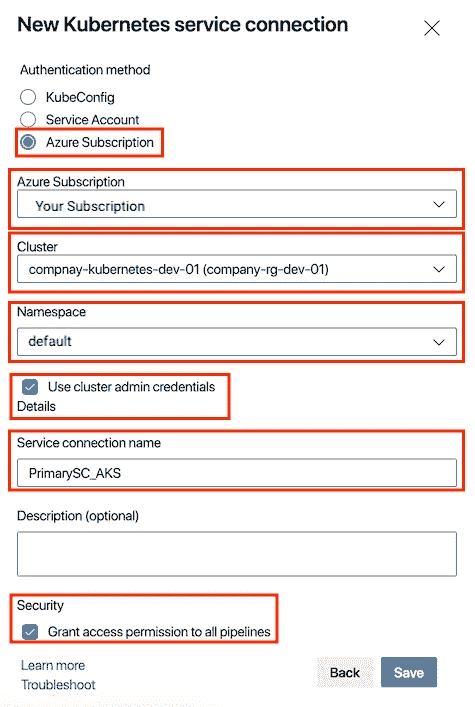 New Kubernetes service connection
Authentication method
KubeConfig
Service Account
Azure Subscription
Azure Subscription
Your Subscription
Cluster
compnay-kubernetes-dev-01 (company-rg-dev-01)
Namespace
default
Use cluster admin credentials
Details
Service connection name
PrimarySC_AKS
Description (optional)
Security
Grant access permission to all pipelines
Learn more
Troubleshoot
Back
Save